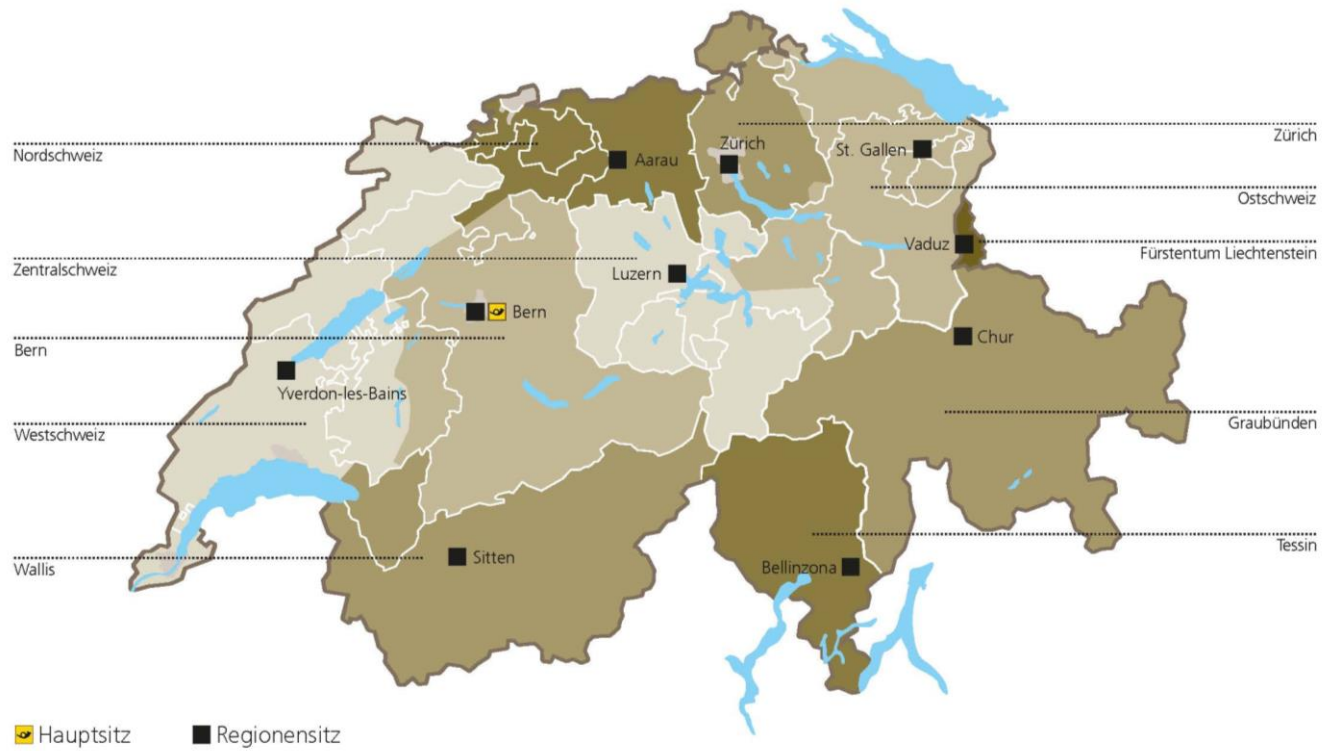 Zürich
Nordschweiz
Aarau
Zürich
St. Gallen
Ostschweiz
Vaduz
Fürstentum Liechtenstein
Zentralschweiz
Luzern
Bern
Bern
Chur
Yverdon-les-Bains
Westschweiz
Graubünden
Tessin
Wallis
Sitten
Bellinzona
Hauptsitz
Regionensitz